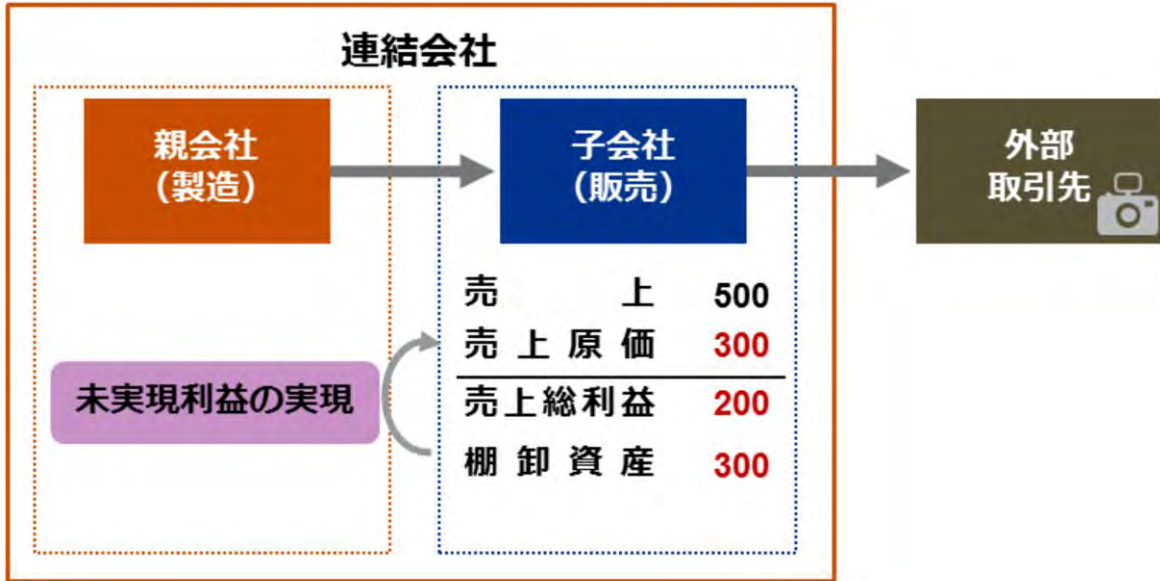 連結会社
親会社
（製造）
子会社
（販売）
外部
取引先
売上 500
売上原価 300
未実現利益の実現
売上総利益 200
棚卸資産 300